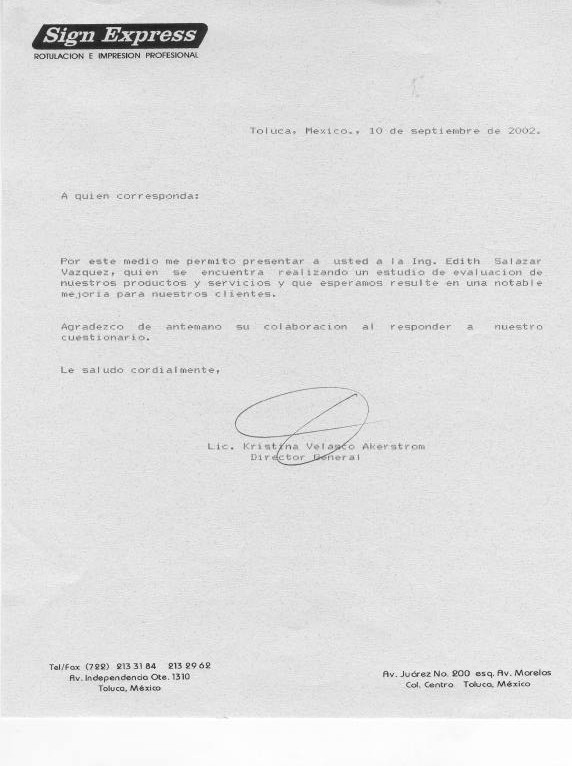 Sign Express
ROTULACION E IMPRESION PROFESIONAL
Toluca, Mexico., 10 de septiembre de 2002.
A quien corresponda:
Por este medio me permito presentar a usted a la Ing. Edith Salazar
Vazquez, quien se encuentra realizando un estudio de evaluacion de
nuestros productos y servicios y que esperamos resulte en una notable
mejoria para nuestros clientes.
Agradezco de antemano su colaboracion al responder a nuestro
cuestionario.
Le saludo cordialmente,
Lic. Kristina Velasco Akerstrom
Director General
Tel/Fax (722) 213 31 84 213 29 62
Av. Independencia Ote. 1310
Toluca, México
Av. Juárez No. 200 esq. Av. Morelos
Col. Centro Toluca, México